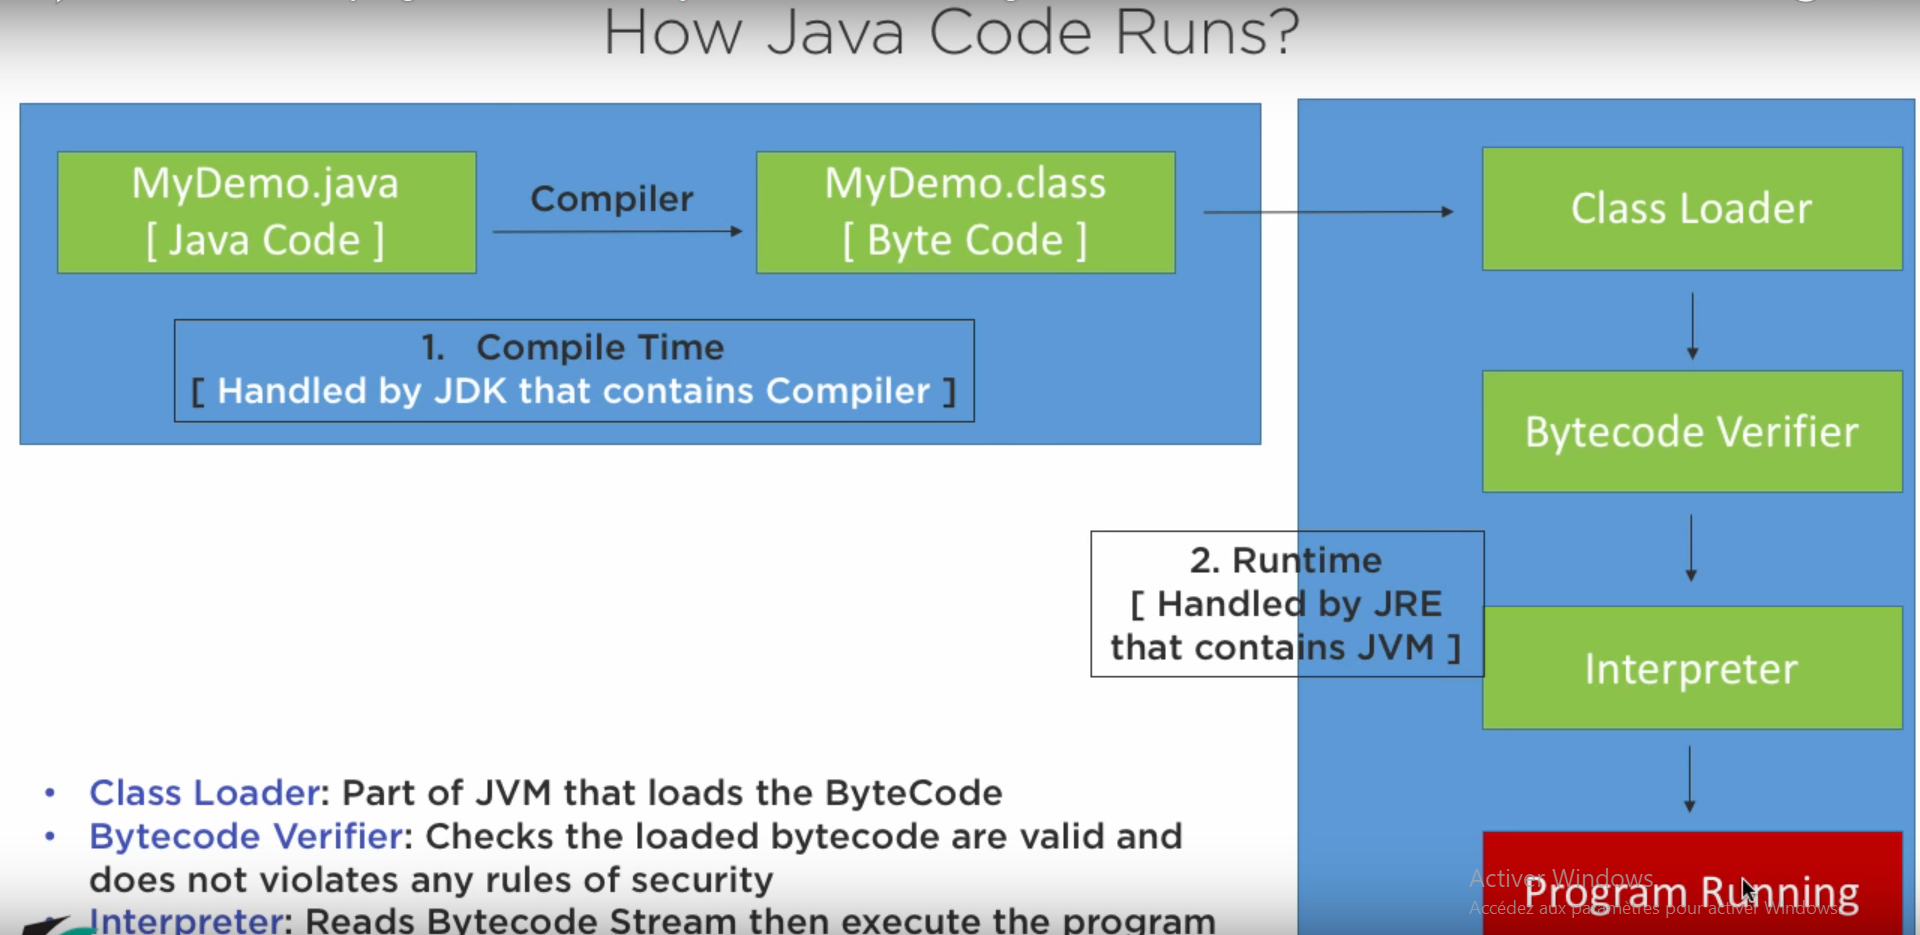 How Java Code Runs?
MyDemo.java
[ Java Code ]
Compiler
MyDemo.class
[ Byte Code ]
1. Compile Time
[ Handled by JDK that contains Compiler ]
Class Loader
Bytecode Verifier
2. Runtime
[ Handled by JRE
that contains JVM ]
Interpreter
Program Running
• Class Loader: Part of JVM that loads the ByteCode
• Bytecode Verifier: Checks the loaded bytecode are valid and
does not violates any rules of security
• Interpreter: Reads Bytecode Stream then execute the program
Activer Windows
Accédez aux paramètres pour activer Windows.